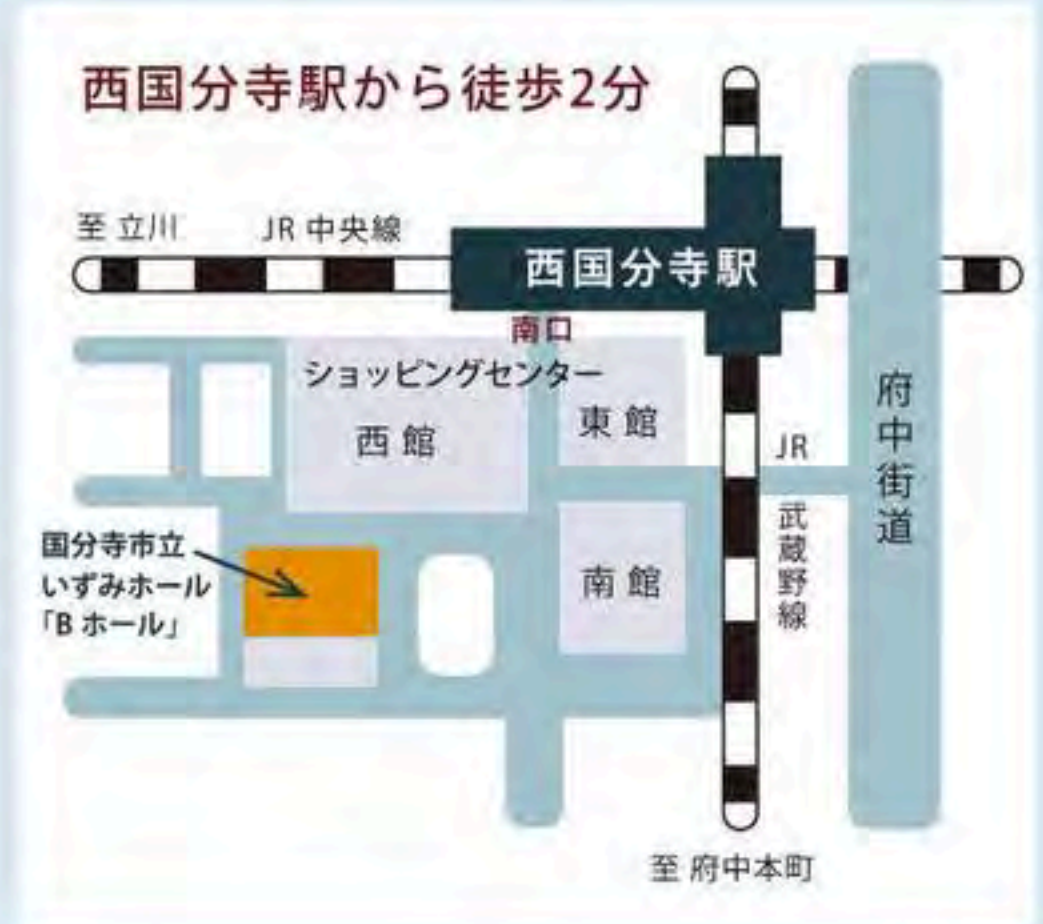 西国分寺駅から徒歩2分
至 立川
JR 中央線
西国分寺駅
南口
ショッピングセンター
西 館
東 館
JR
武蔵野線
府中街道
国分寺市立
いずみホール
「B ホール」
南 館
至 府中本町